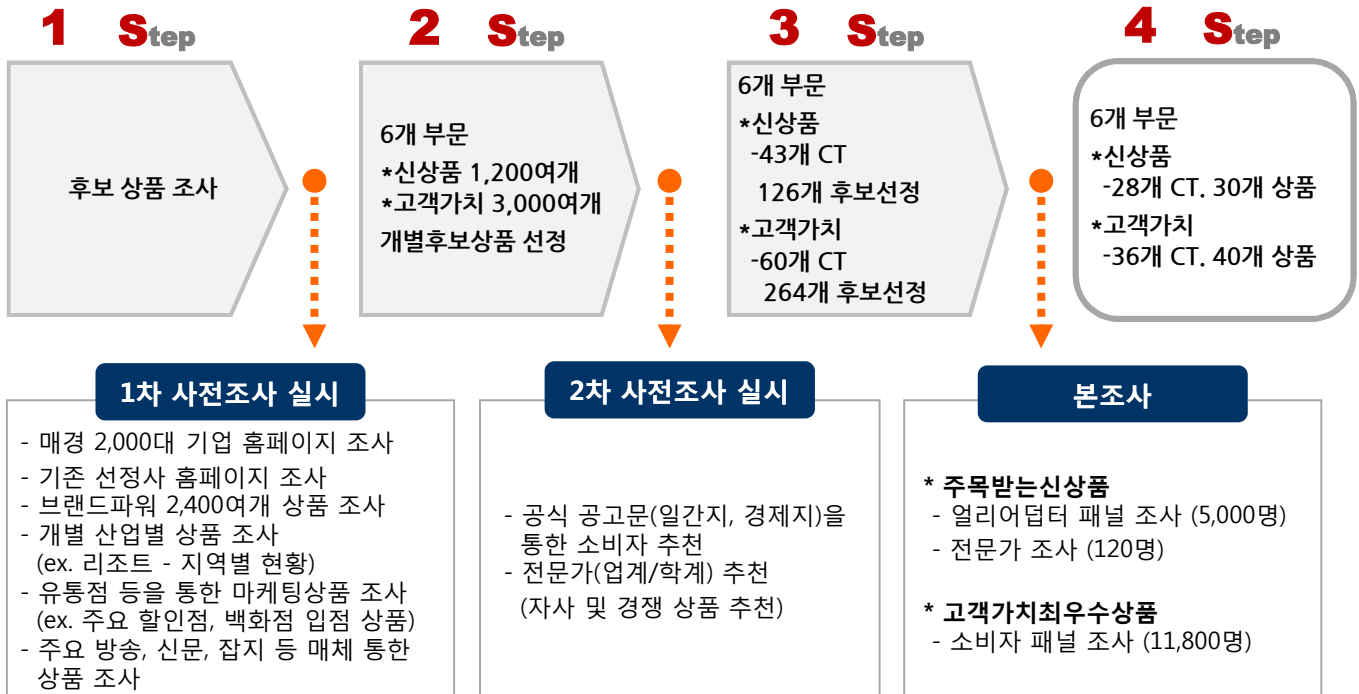 1 Step
2 Step
3 Step
4 Step
후보 상품 조사
6개 부문
*신상품 1,200여개
*고객가치 3,000여개
개별후보상품 선정
6개 부문
*신상품
-43개 CT
126개 후보선정
*고객가치
-60개 CT
264개 후보선정
6개 부문
*신상품
-28개 CT. 30개 상품
*고객가치
-36개 CT. 40개 상품
1차 사전조사 실시
- 매경 2,000대 기업 홈페이지 조사
- 기존 선정사 홈페이지 조사
- 브랜드파워 2,400여개 상품 조사
- 개별 산업별 상품 조사
(ex. 리조트 - 지역별 현황)
- 유통점 등을 통한 마케팅상품 조사
(ex. 주요 할인점, 백화점 입점 상품)
- 주요 방송, 신문, 잡지 등 매체 통한
상품 조사
2차 사전조사 실시
- 공식 공고문(일간지, 경제지)을
통한 소비자 추천
- 전문가(업계/학계) 추천
(자사 및 경쟁 상품 추천)
본조사
* 주목받는신상품
- 얼리어덥터 패널 조사 (5,000명)
- 전문가 조사 (120명)
* 고객가치최우수상품
- 소비자 패널 조사 (11,800명)